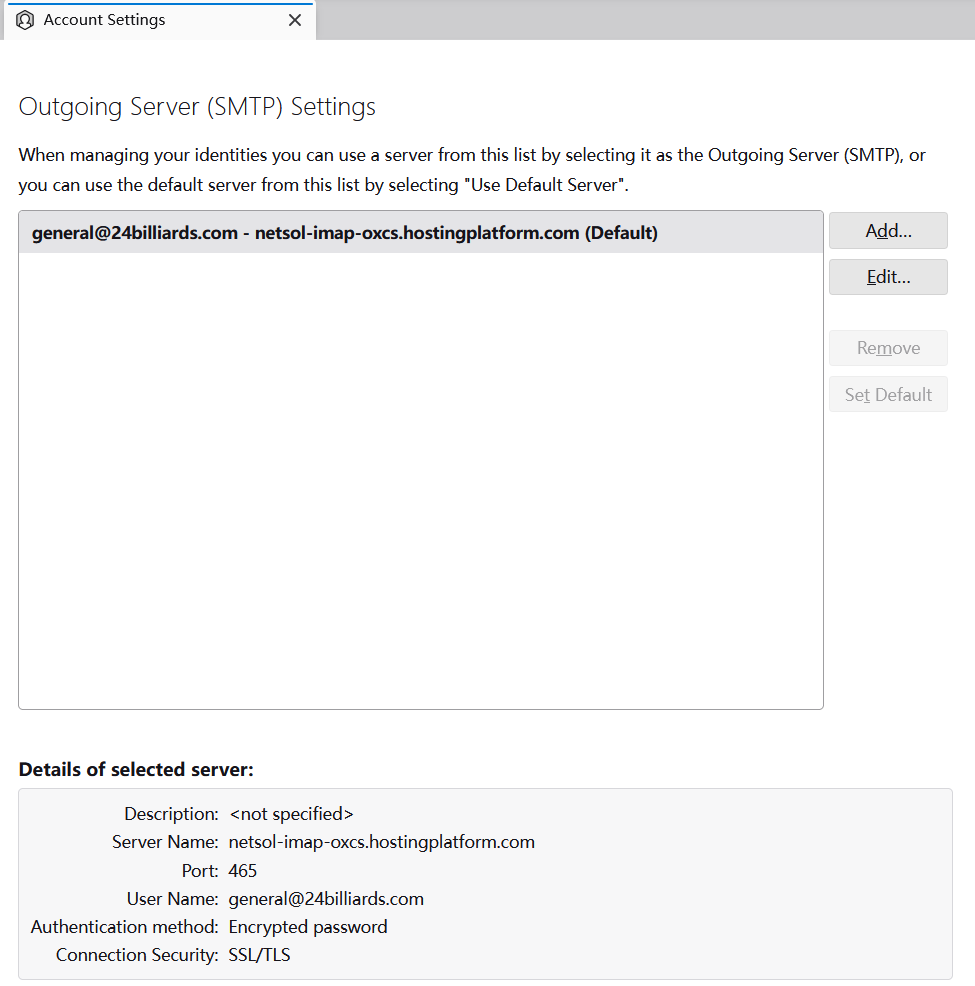 Account Settings
Outgoing Server (SMTP) Settings
When managing your identities you can use a server from this list by selecting it as the Outgoing Server (SMTP), or
you can use the default server from this list by selecting "Use Default Server".
general@24billiards.com - netsol-imap-oxcs.hostingplatform.com (Default)
Add...
Edit...
Remove
Set Default
Details of selected server:
Description: <not specified>
Server Name: netsol-imap-oxcs.hostingplatform.com
Port: 465
User Name: general@24billiards.com
Authentication method: Encrypted password
Connection Security: SSL/TLS